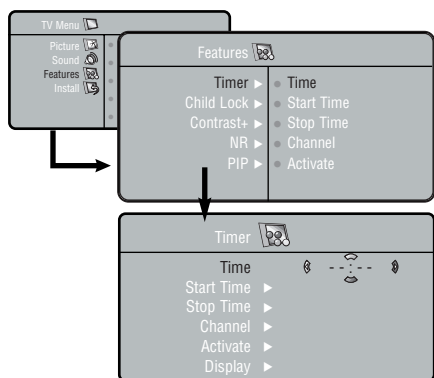 TV Menu
Picture
Sound
Features
Install
Features
Timer ▶ ● Time
Child Lock ▶ ● Start Time
Contrast+ ▶ ● Stop Time
NR ▶ ● Channel
PIP ▶ ● Activate
Timer
Time --:--
Start Time ▶
Stop Time ▶
Channel ▶
Activate ▶
Display ▶